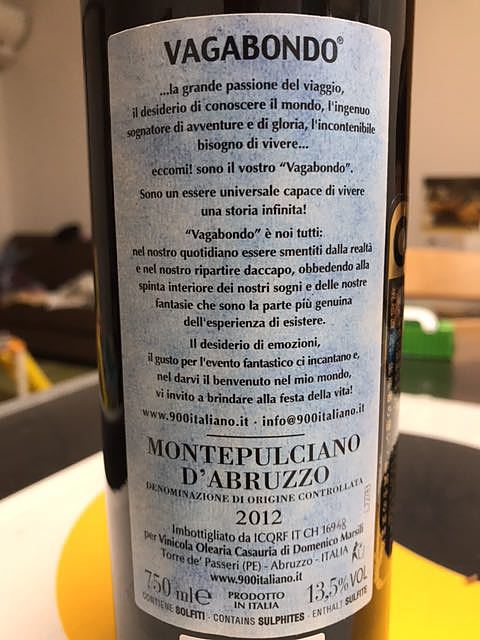 VAGABONDO®
...la grande passione del viaggio,
il desiderio di conoscere il mondo, l'ingenuo
sognatore di avventure e di gloria, l'incontenibile
bisogno di vivere...
eccomi! sono il vostro “Vagabondo”.
Sono un essere universale capace di vivere
una storia infinita!
“Vagabondo” è noi tutti:
nel nostro quotidiano essere smentiti dalla realtà
e nel nostro ripartire daccapo, obbedendo alla
spinta interiore dei nostri sogni e delle nostre
fantasie che sono la parte più genuina
dell'esperienza di esistere.
Il desiderio di emozioni,
il gusto per l'evento fantastico ci incantano e,
nel darvi il benvenuto nel mio mondo,
vi invito a brindare alla festa della vita!
www.900italiano.it · info@900italiano.it
MONTEPULCIANO
D'ABRUZZO
DENOMINAZIONE DI ORIGINE CONTROLLATA
2012
Imbottigliato da ICQRF IT CH 16948
per Vinicola Olearia Casauria di Domenico Marsili
Torre de' Passeri (PE) - Abruzzo - ITALIA
www.900italiano.it
750 ml e PRODOTTO IN ITALIA 13,5% VOL
CONTIENE SOLFITI · CONTAINS SULPHITES · ENTHÄLT SULFITE